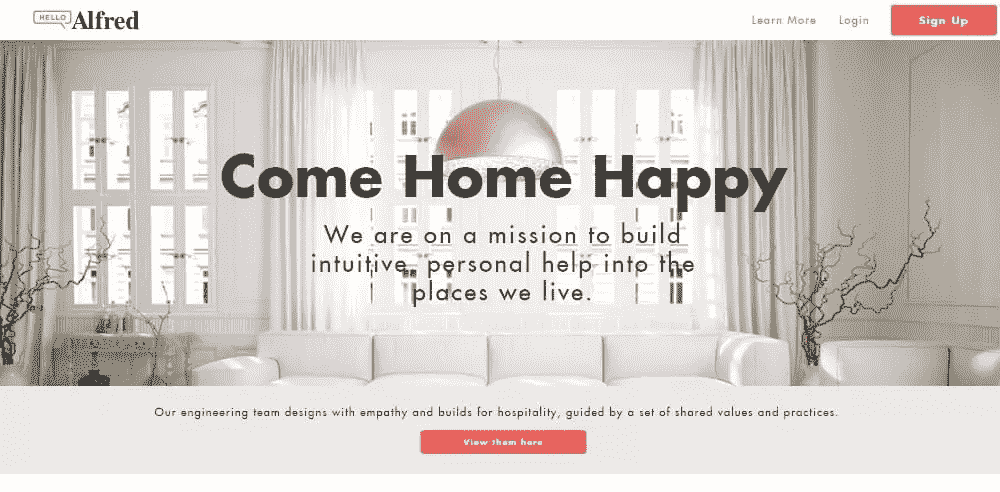 HELLO
Alfred
Learn More
Login
Sign Up
Come Home Happy
We are on a mission to build
intuitive, personal help into the
places we live.
Our engineering team designs with empathy and builds for hospitality, guided by a set of shared values and practices.
View them here